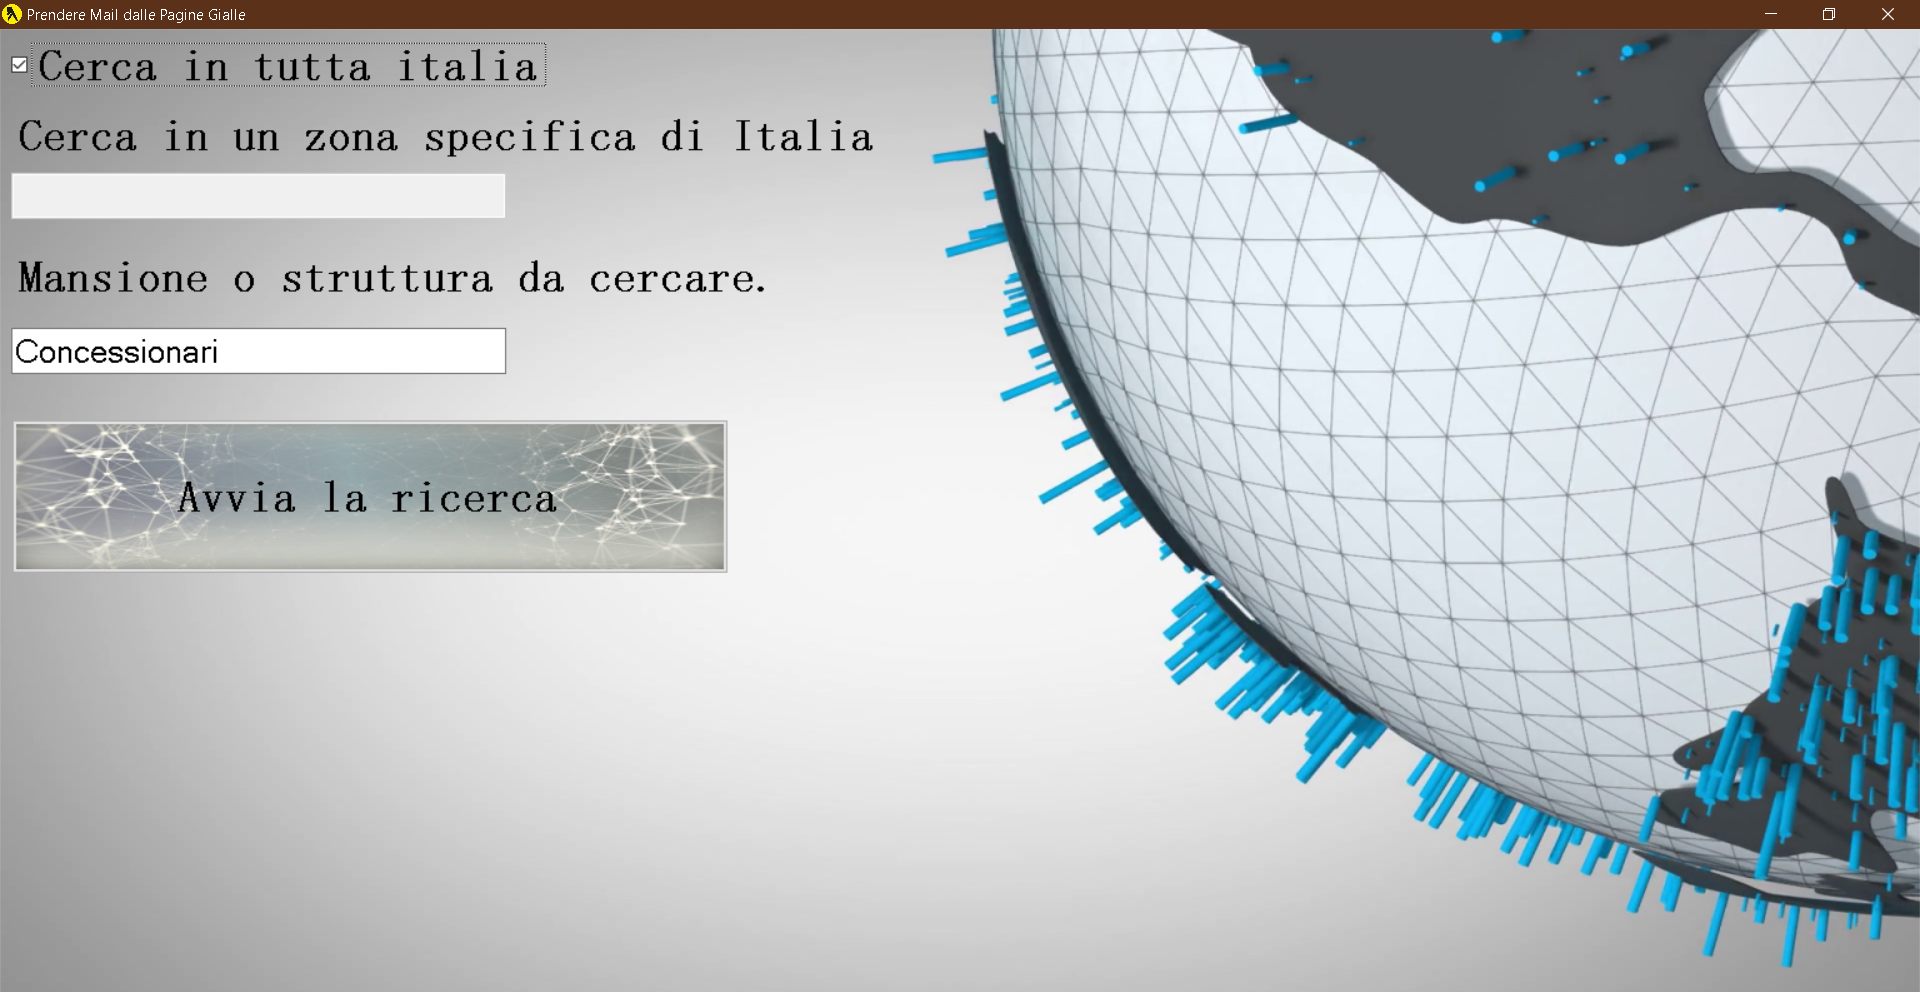 Prendere Mail dalle Pagine Gialle
Cerca in tutta italia
Cerca in un zona specifica di Italia
Mansione o struttura da cercare.
Concessionari
Avvia la ricerca